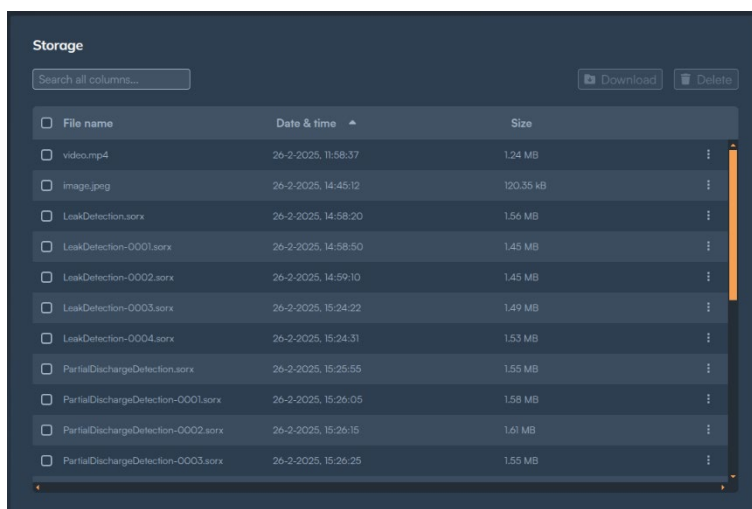 Storage
Search all columns...
Download Delete
File name Date & time Size
video.mp4 26-2-2025, 11:58:37 1.24 MB
image.jpeg 26-2-2025, 14:45:12 120.35 kB
LeakDetection.sorx 26-2-2025, 14:58:20 1.56 MB
LeakDetection-0001.sorx 26-2-2025, 14:58:50 1.45 MB
LeakDetection-0002.sorx 26-2-2025, 14:59:10 1.45 MB
LeakDetection-0003.sorx 26-2-2025, 15:24:22 1.49 MB
LeakDetection-0004.sorx 26-2-2025, 15:24:31 1.53 MB
PartialDischargeDetection.sorx 26-2-2025, 15:25:55 1.55 MB
PartialDischargeDetection-0001.sorx 26-2-2025, 15:26:05 1.58 MB
PartialDischargeDetection-0002.sorx 26-2-2025, 15:26:15 1.61 MB
PartialDischargeDetection-0003.sorx 26-2-2025, 15:26:25 1.55 MB